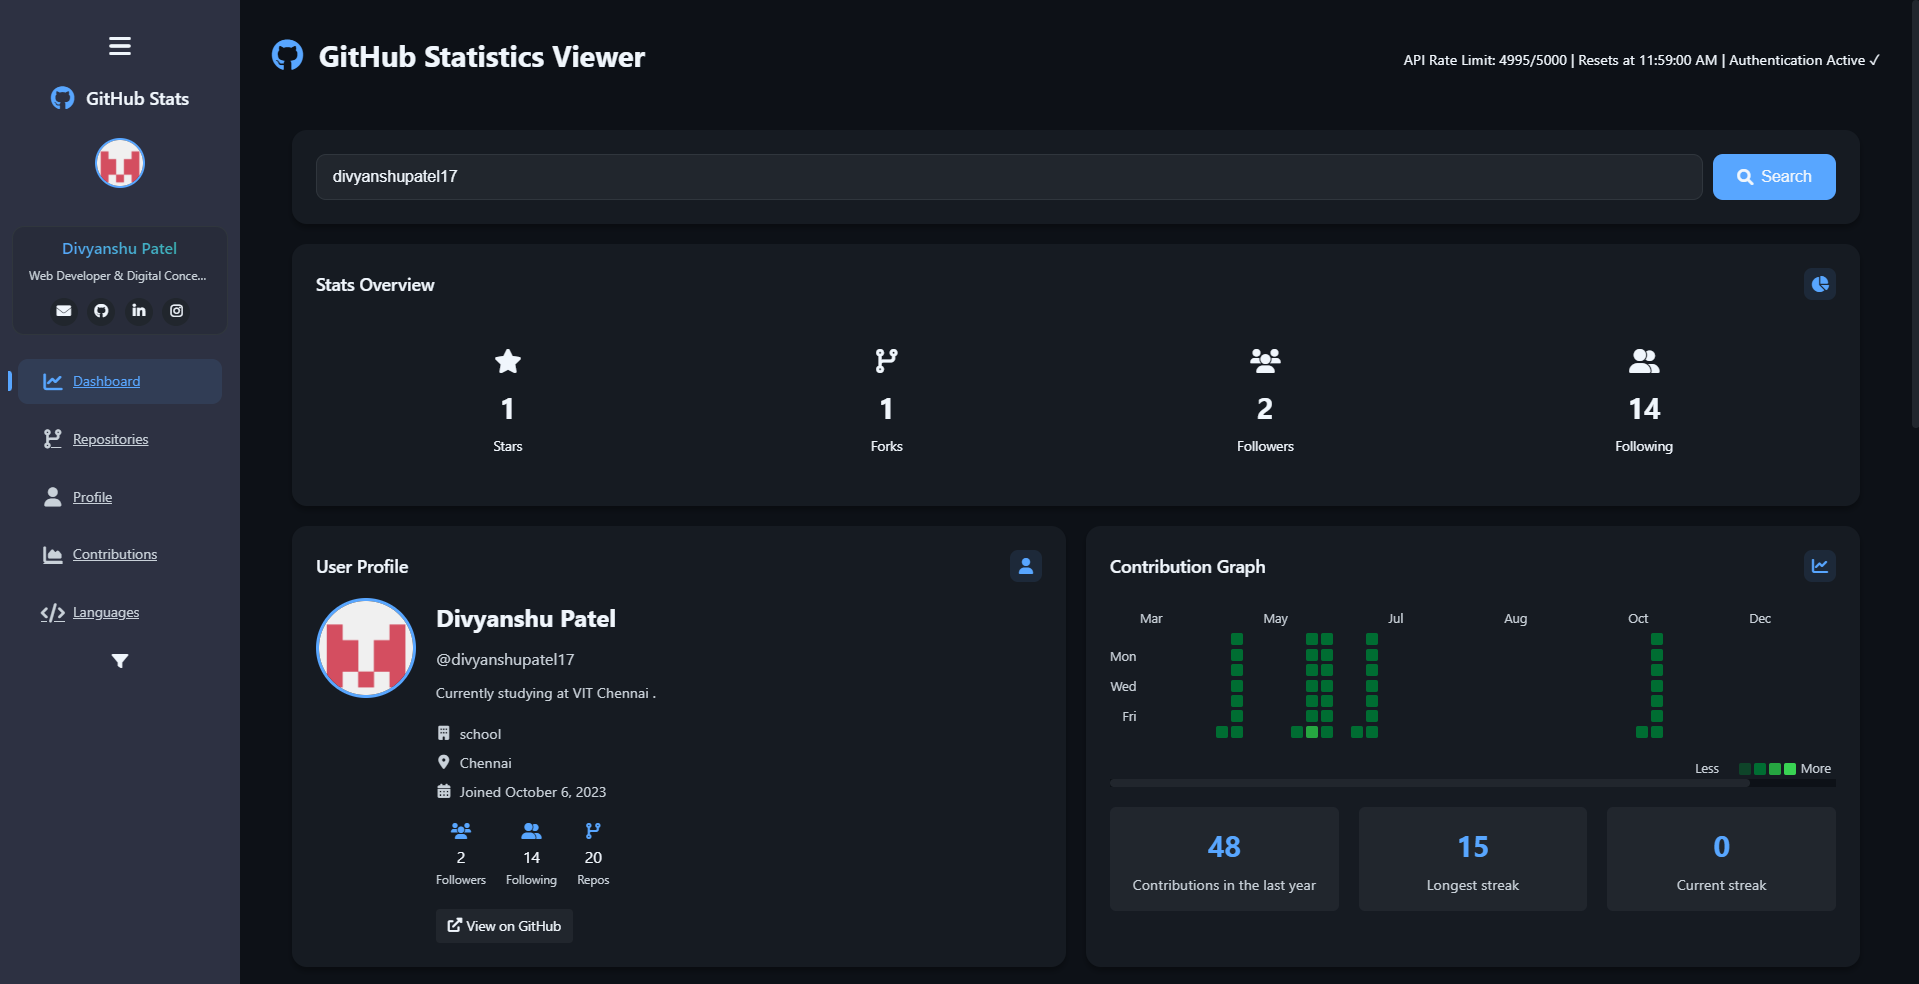 GitHub Stats
Divyanshu Patel
Web Developer & Digital Conce...
Dashboard
Repositories
Profile
Contributions
Languages
GitHub Statistics Viewer
API Rate Limit: 4995/5000 | Resets at 11:59:00 AM | Authentication Active ✓
divyanshupatel17
Search
Stats Overview
1
Stars
1
Forks
2
Followers
14
Following
User Profile
Divyanshu Patel
@divyanshupatel17
Currently studying at VIT Chennai .
school
Chennai
Joined October 6, 2023
2
Followers
14
Following
20
Repos
View on GitHub
Contribution Graph
Mar May Jul Aug Oct Dec
Mon
Wed
Fri
Less More
48
Contributions in the last year
15
Longest streak
0
Current streak